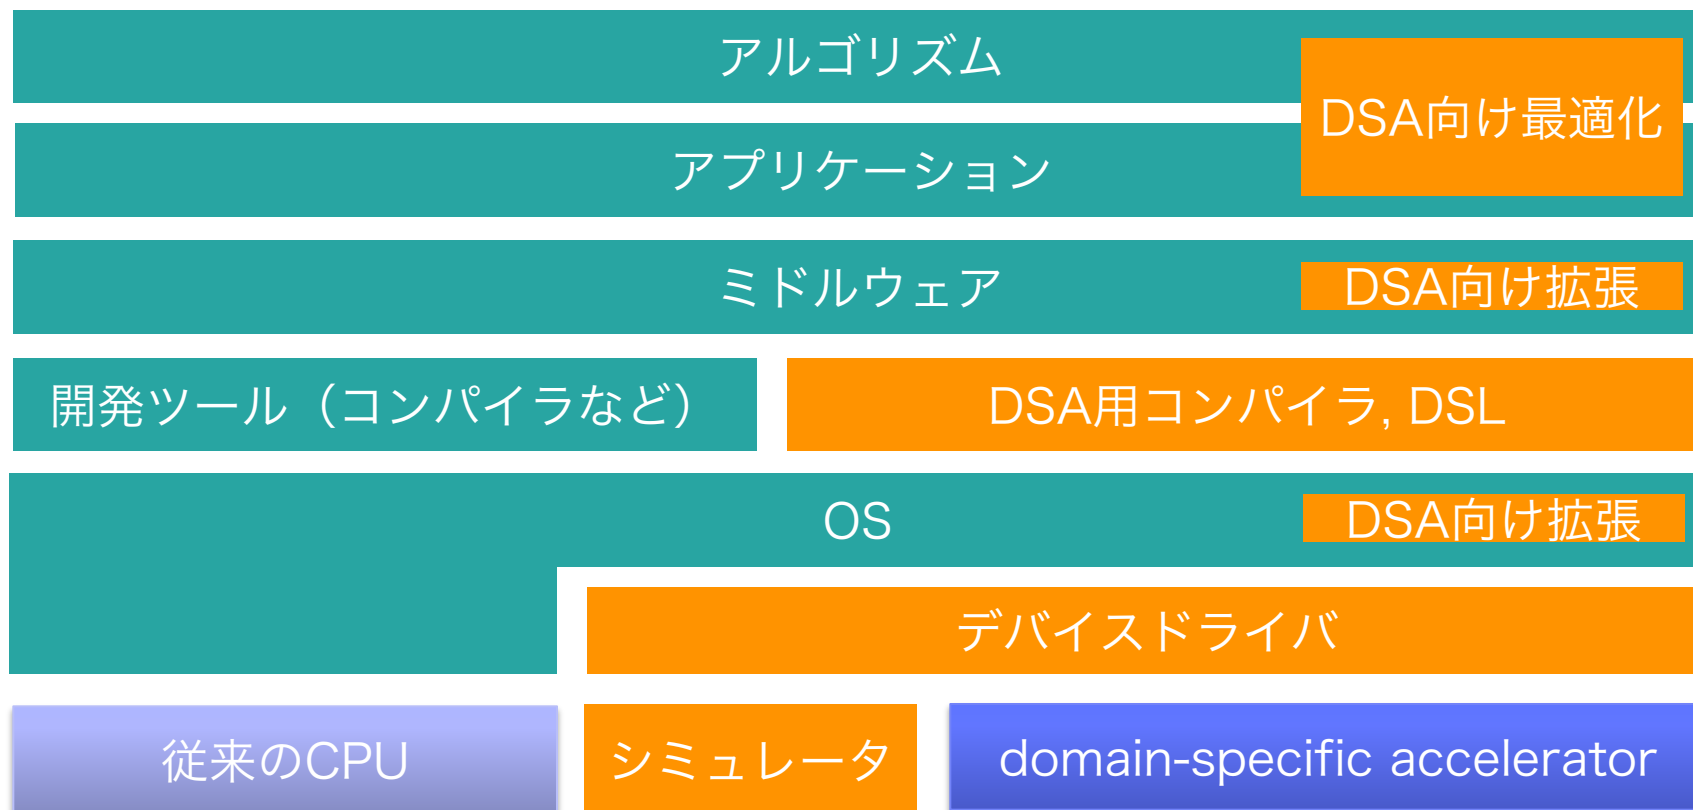 アルゴリズム
DSA向け最適化
アプリケーション
ミドルウェア
DSA向け拡張
開発ツール（コンパイラなど）
DSA用コンパイラ, DSL
OS
DSA向け拡張
デバイスドライバ
従来のCPU
シミュレータ
domain-specific accelerator